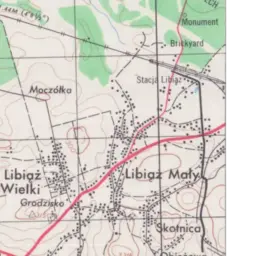 Monument
Brickyard
Stacja Libiąż
Moczółka
Libiąż
Wielki
Libiąż Mały
Grodzisko
Skotnica